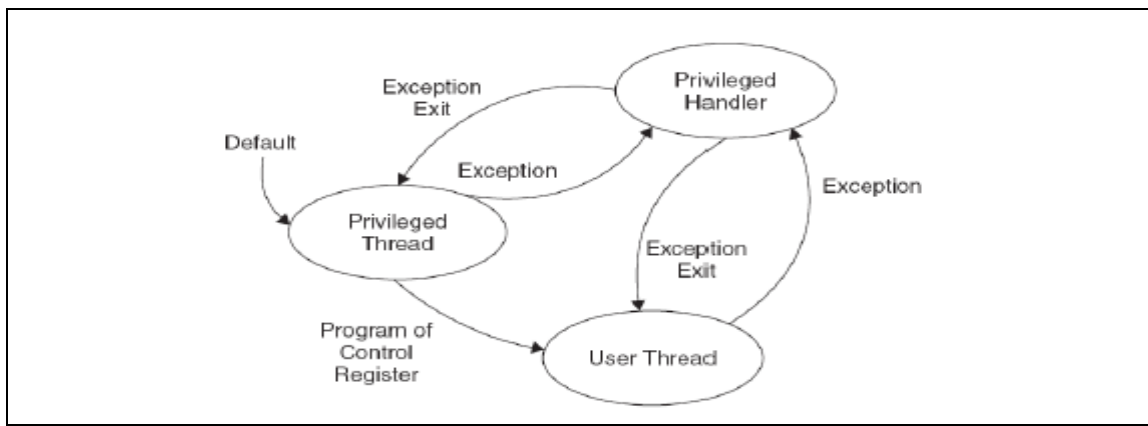 Privileged
Handler
Exception
Exit
Default
Exception
Exception
Privileged
Thread
Exception
Exit
Program of
Control
Register
User Thread